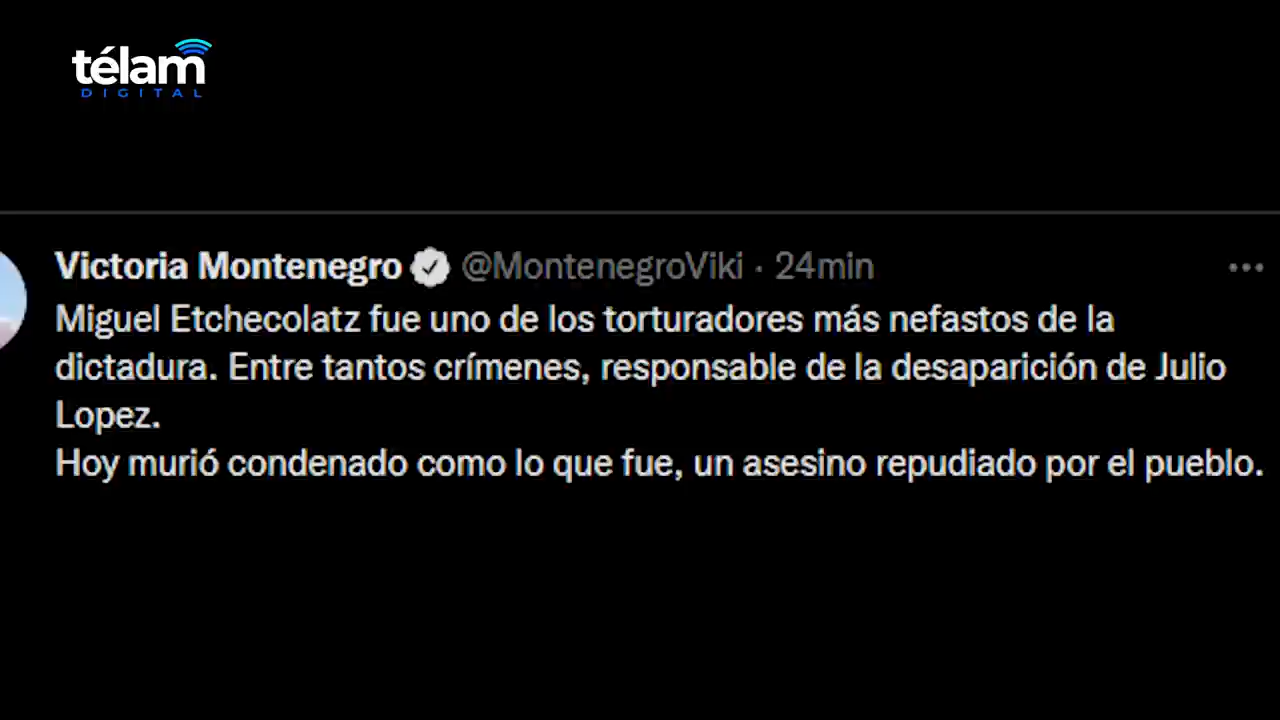 télam
DIGITAL
Victoria Montenegro @MontenegroViki · 24min
Miguel Etchecolatz fue uno de los torturadores más nefastos de la
dictadura. Entre tantos crímenes, responsable de la desaparición de Julio
Lopez.
Hoy murió condenado como lo que fue, un asesino repudiado por el pueblo.